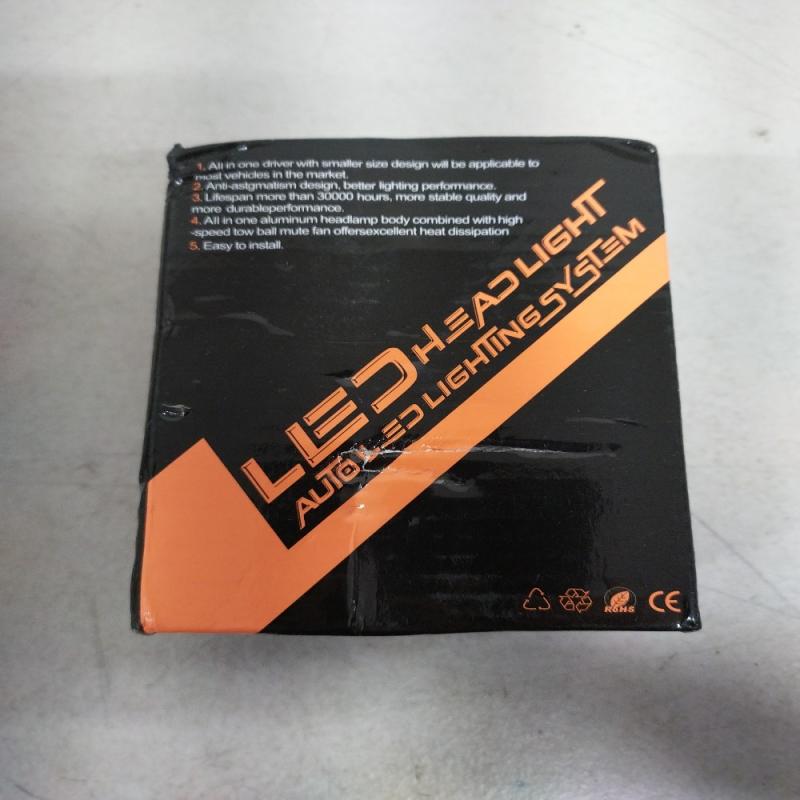 1. All in one driver with smaller size design will be applicable to
most vehicles in the market.
2. Anti-astgmatism design, better lighting performance.
3. Lifespan more than 30000 hours, more stable quality and
more durableperformance.
4. All in one aluminum headlamp body combined with high
-speed tow ball mute fan offersexcellent heat dissipation
5. Easy to install.
LED HEADLIGHT
AUTO LED LIGHTING SYSTEM
RoHS CE